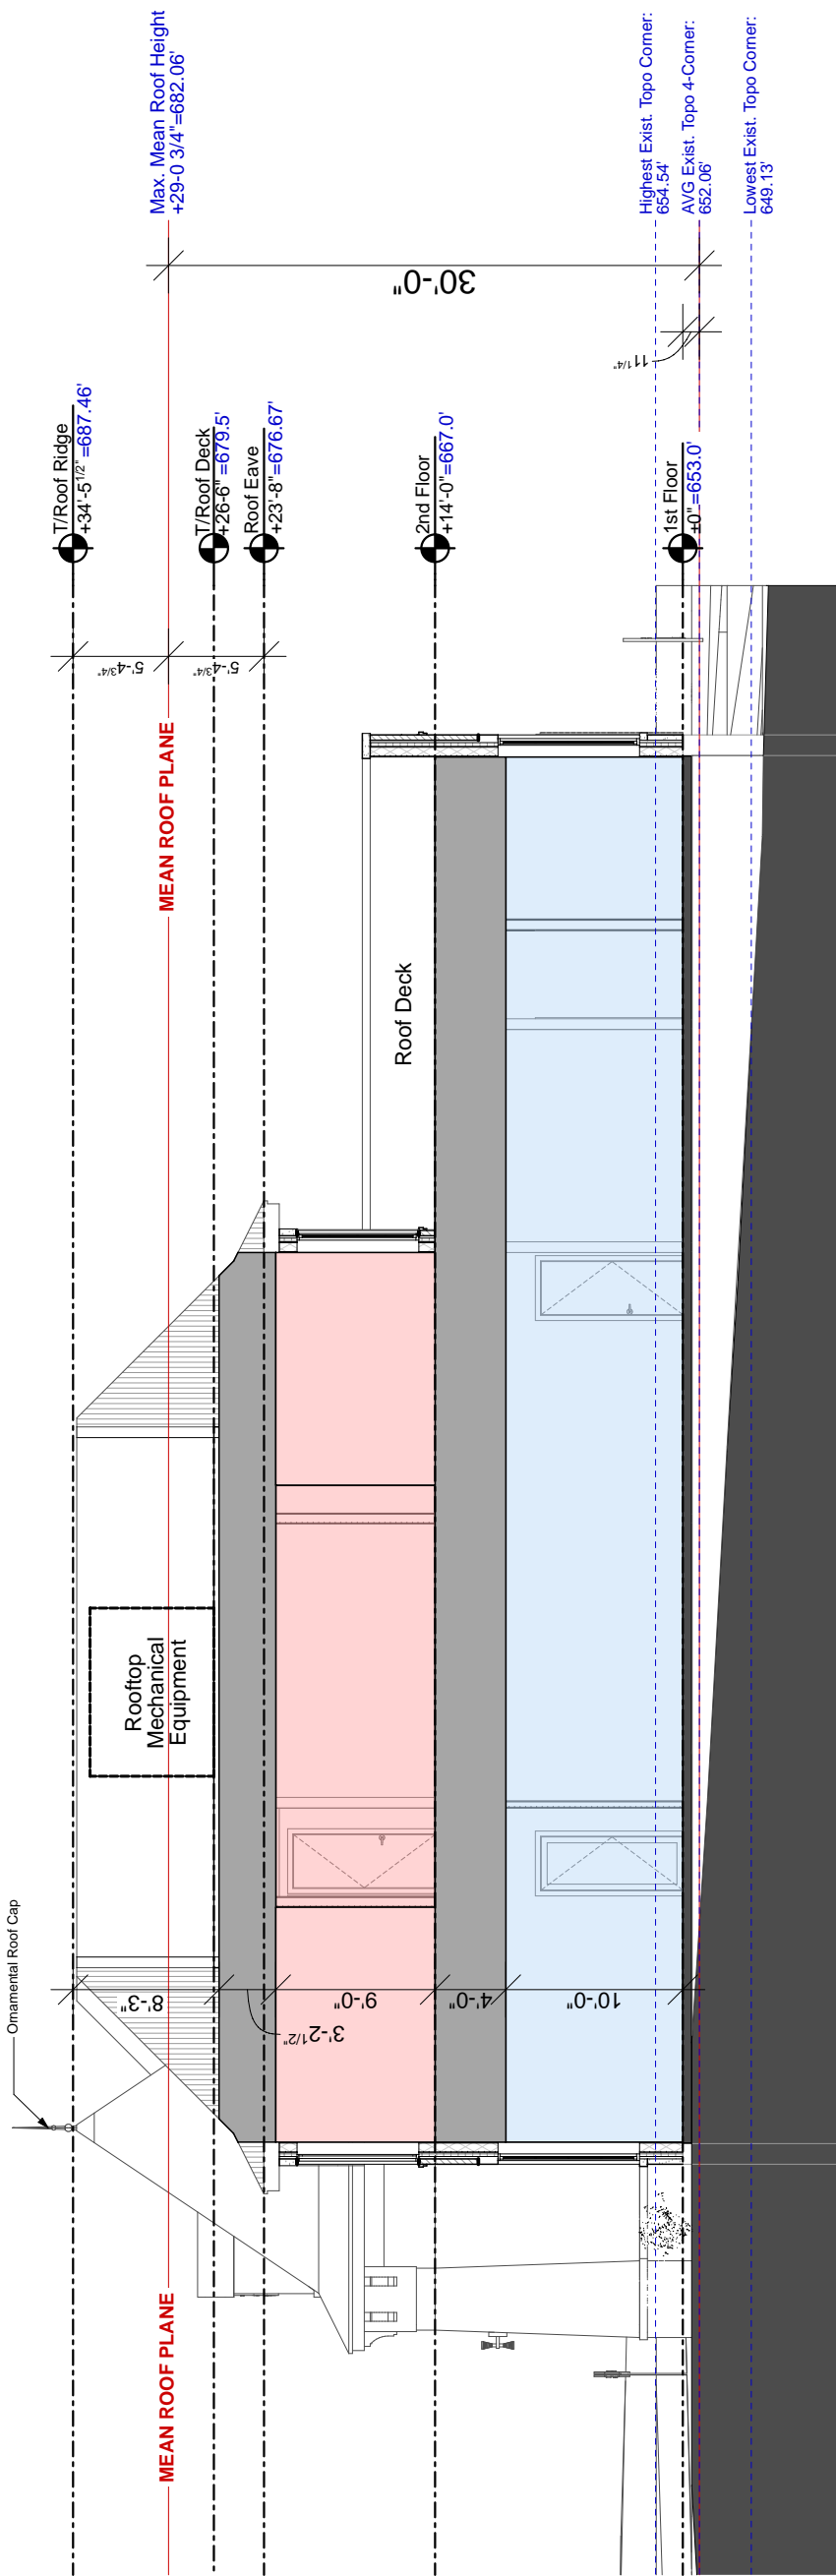 Ornamental Roof Cap
Max. Mean Roof Height
+29-0 3/4"=682.06'
T/Roof Ridge
+34'-5 1/2"=687.46'
T/Roof Deck
+26-6" =679.5'
Roof Eave
+23'-8"=676.67'
2nd Floor
+14'-0"=667.0'
1st Floor
±0"=653.0'
Highest Exist. Topo Corner:
654.54'
AVG Exist. Topo 4-Corner:
652.06'
Lowest Exist. Topo Corner:
649.13'
30'-0"
11 1/4"
5'-4 3/4"
5'-4 3/4"
MEAN ROOF PLANE
MEAN ROOF PLANE
Roof Deck
Rooftop
Mechanical
Equipment
8'-3"
3'-2 1/2"
9'-0"
4'-0"
10'-0"